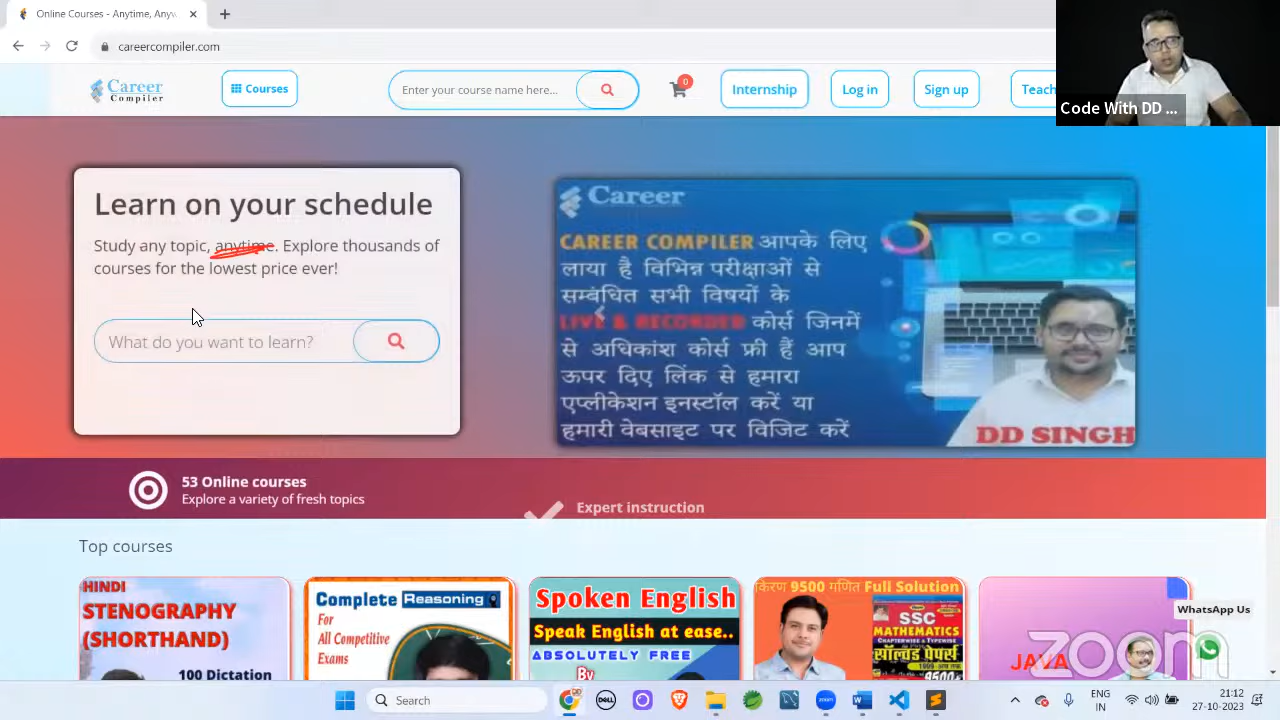 Online Courses - Anytime, Anyw
careercompiler.com
Career
Compiler
Courses
Enter your course name here...
0
Internship
Log in
Sign up
Teach
Code With DD ...
Learn on your schedule
Study any topic, anytime. Explore thousands of
courses for the lowest price ever!
What do you want to learn?
Career
CAREER COMPILER आपके लिए
लाया है विभिन्न परीक्षाओं से
सम्बंधित सभी विषयों के
LIVE & RECORDED कोर्स जिनमें
से अधिकांश कोर्स फ्री हैं आप
ऊपर दिए लिंक से हमारा
एप्लीकेशन इनस्टॉल करें या
हमारी वेबसाइट पर विजिट करें
DD SINGH
53 Online courses
Explore a variety of fresh topics
Expert instruction
Top courses
HINDI
STENOGRAPHY
(SHORTHAND)
100 Dictation
Complete Reasoning
For
All Competitive
Exams
Spoken English
Speak English at ease..
ABSOLUTELY FREE
By
किरण 9500 गणित Full Solution
SSC
MATHEMATICS
CHAPTERWISE & TYPEWISE
सॉल्वड पेपर्स
9500+
JAVA
WhatsApp Us
zoom
Search
ENG
IN
21:12
27-10-2023